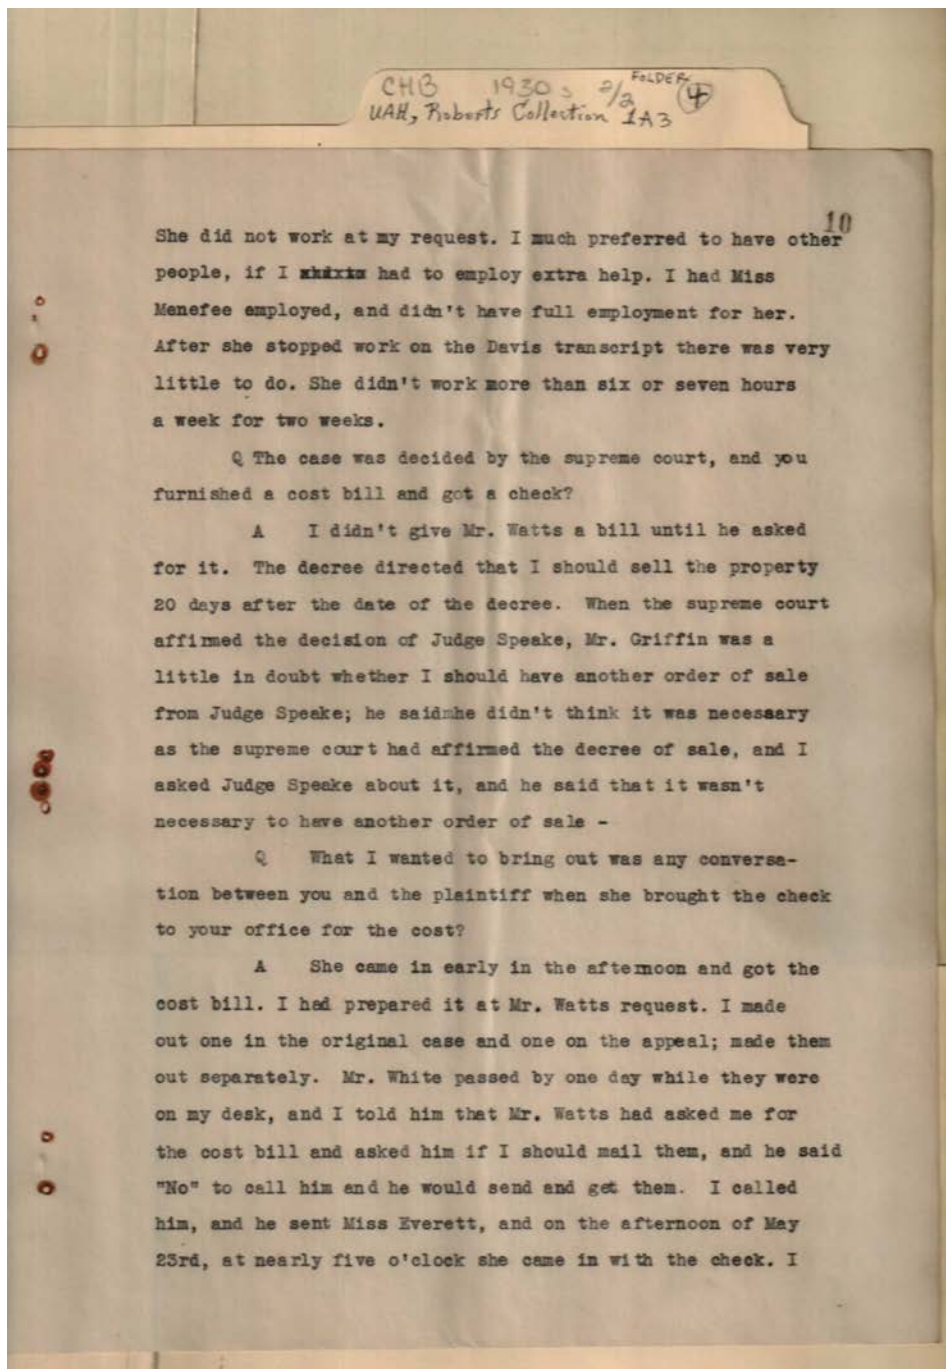 CHB 1930s 2/2 FOLDER 4
UAH, Roberts Collection 1A3
10
She did not work at my request. I much preferred to have other
people, if I had to employ extra help. I had Miss
Menefee employed, and didn't have full employment for her.
After she stopped work on the Davis transcript there was very
little to do. She didn't work more than six or seven hours
a week for two weeks.
Q The case was decided by the supreme court, and you
furnished a cost bill and got a check?
A I didn't give Mr. Watts a bill until he asked
for it. The decree directed that I should sell the property
20 days after the date of the decree. When the supreme court
affirmed the decision of Judge Speake, Mr. Griffin was a
little in doubt whether I should have another order of sale
from Judge Speake; he saidmhe didn't think it was necessary
as the supreme court had affirmed the decree of sale, and I
asked Judge Speake about it, and he said that it wasn't
necessary to have another order of sale -
Q What I wanted to bring out was any conversa-
tion between you and the plaintiff when she brought the check
to your office for the cost?
A She came in early in the afternoon and got the
cost bill. I had prepared it at Mr. Watts request. I made
out one in the original case and one on the appeal; made them
out separately. Mr. White passed by one day while they were
on my desk, and I told him that Mr. Watts had asked me for
the cost bill and asked him if I should mail them, and he said
"No" to call him and he would send and get them. I called
him, and he sent Miss Everett, and on the afternoon of May
23rd, at nearly five o'clock she came in with the check. I